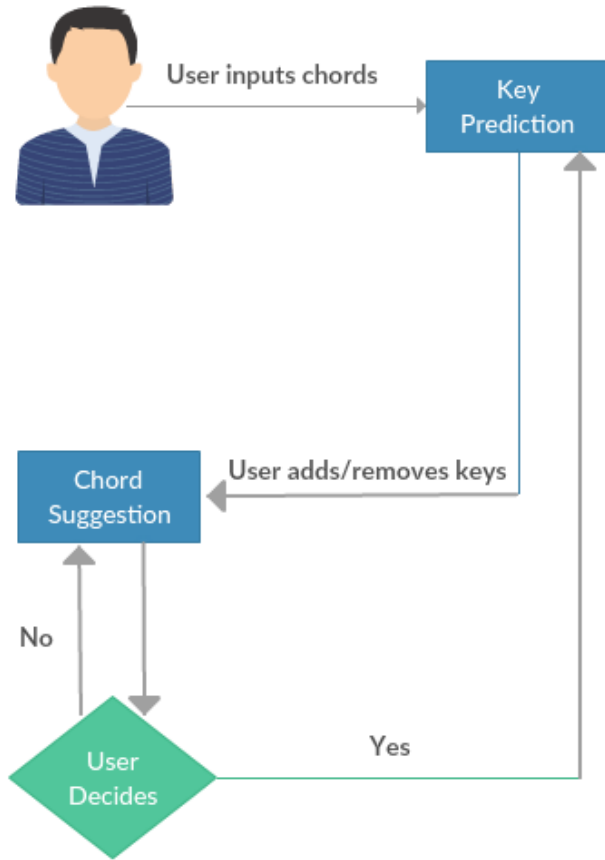 User inputs chords
Key
Prediction
User adds/removes keys
Chord
Suggestion
No
User
Decides
Yes